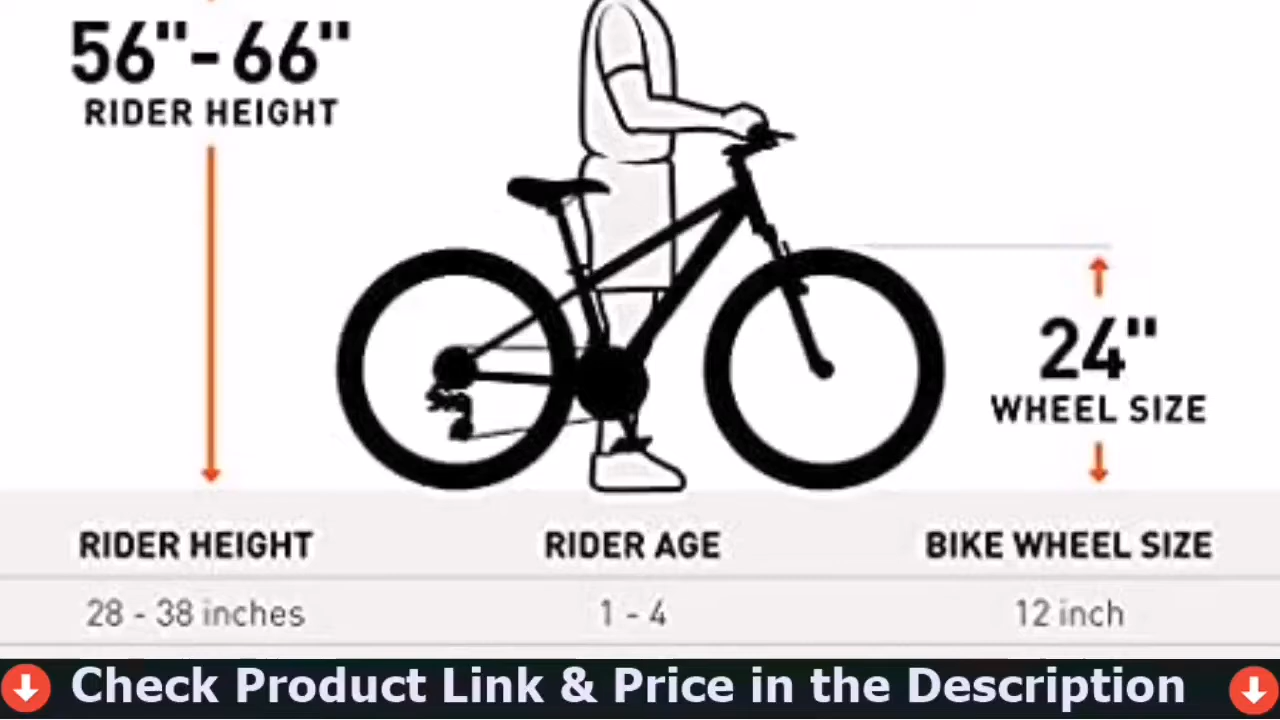 56"- 66"
RIDER HEIGHT
24"
WHEEL SIZE
RIDER HEIGHT RIDER AGE BIKE WHEEL SIZE
28 - 38 inches 1 - 4 12 inch
Check Product Link & Price in the Description